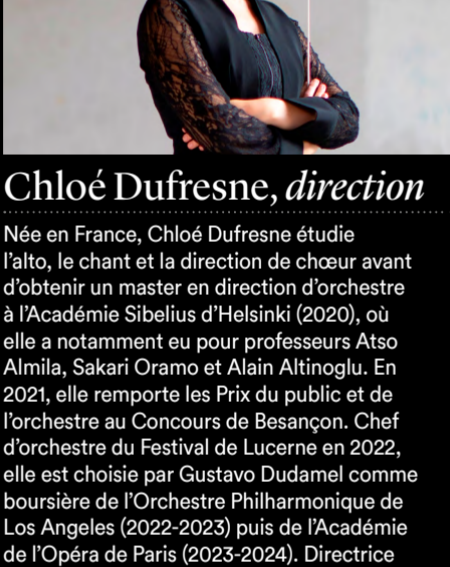 Chloé Dufresne, direction
Née en France, Chloé Dufresne étudie
l’alto, le chant et la direction de chœur avant
d’obtenir un master en direction d’orchestre
à l’Académie Sibelius d’Helsinki (2020), où
elle a notamment eu pour professeurs Atso
Almila, Sakari Oramo et Alain Altinoglu. En
2021, elle remporte les Prix du public et de
l’orchestre au Concours de Besançon. Chef
d’orchestre du Festival de Lucerne en 2022,
elle est choisie par Gustavo Dudamel comme
boursière de l’Orchestre Philharmonique de
Los Angeles (2022-2023) puis de l’Académie
de l’Opéra de Paris (2023-2024). Directrice